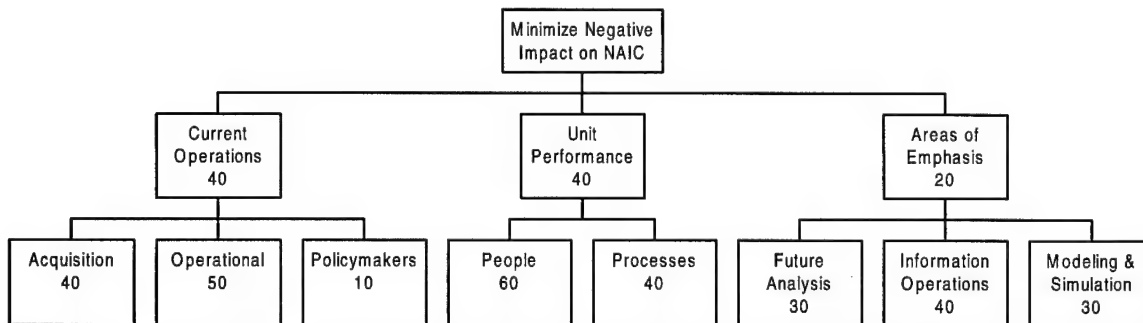 Minimize Negative
Impact on NAIC
Current
Operations
40
Unit
Performance
40
Areas of
Emphasis
20
Acquisition
40
Operational
50
Policymakers
10
People
60
Processes
40
Future
Analysis
30
Information
Operations
40
Modeling &
Simulation
30